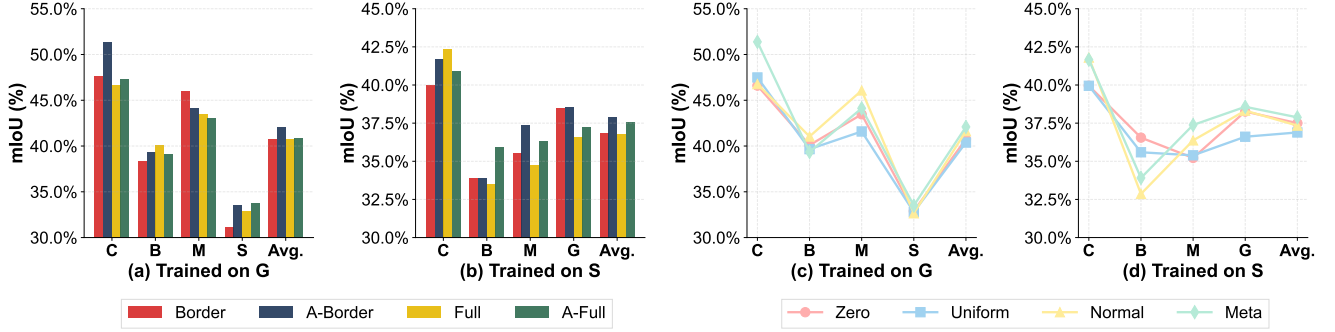 55.0%
50.0%
45.0%
40.0%
35.0%
30.0%
mIoU (%)
C B M S Avg.
(a) Trained on G
45.0%
42.5%
40.0%
37.5%
35.0%
32.5%
30.0%
mIoU (%)
C B M G Avg.
(b) Trained on S
55.0%
50.0%
45.0%
40.0%
35.0%
30.0%
mIoU (%)
C B M S Avg.
(c) Trained on G
45.0%
42.5%
40.0%
37.5%
35.0%
32.5%
30.0%
mIoU (%)
C B M G Avg.
(d) Trained on S
Border A-Border Full A-Full
Zero Uniform Normal Meta